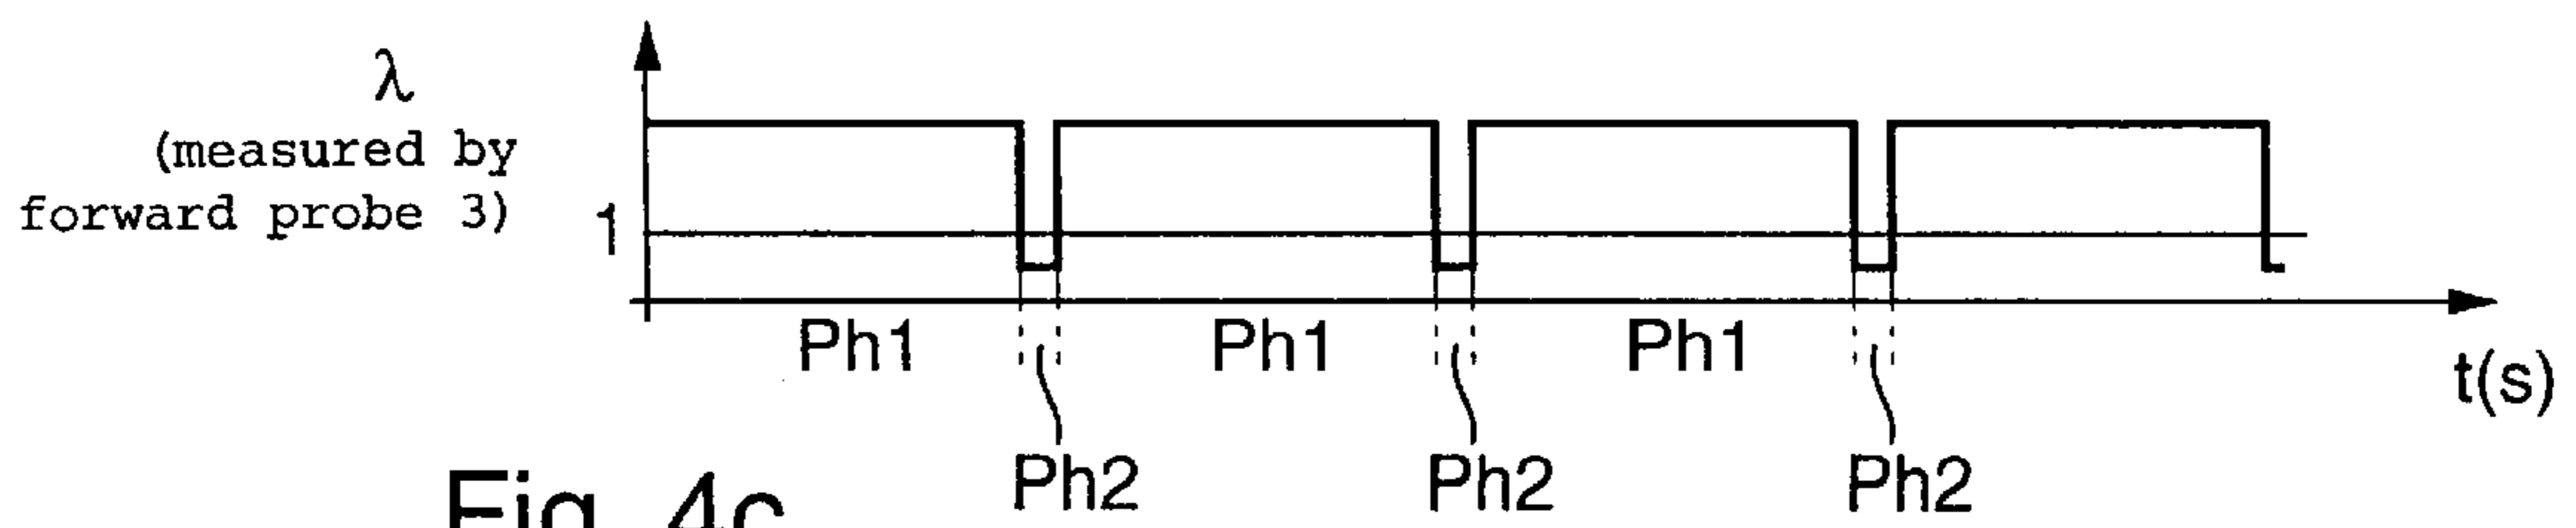 λ
(measured by
forward probe 3)
1
Ph1 Ph1 Ph1
t(s)
Ph2 Ph2 Ph2
Fig. 4c